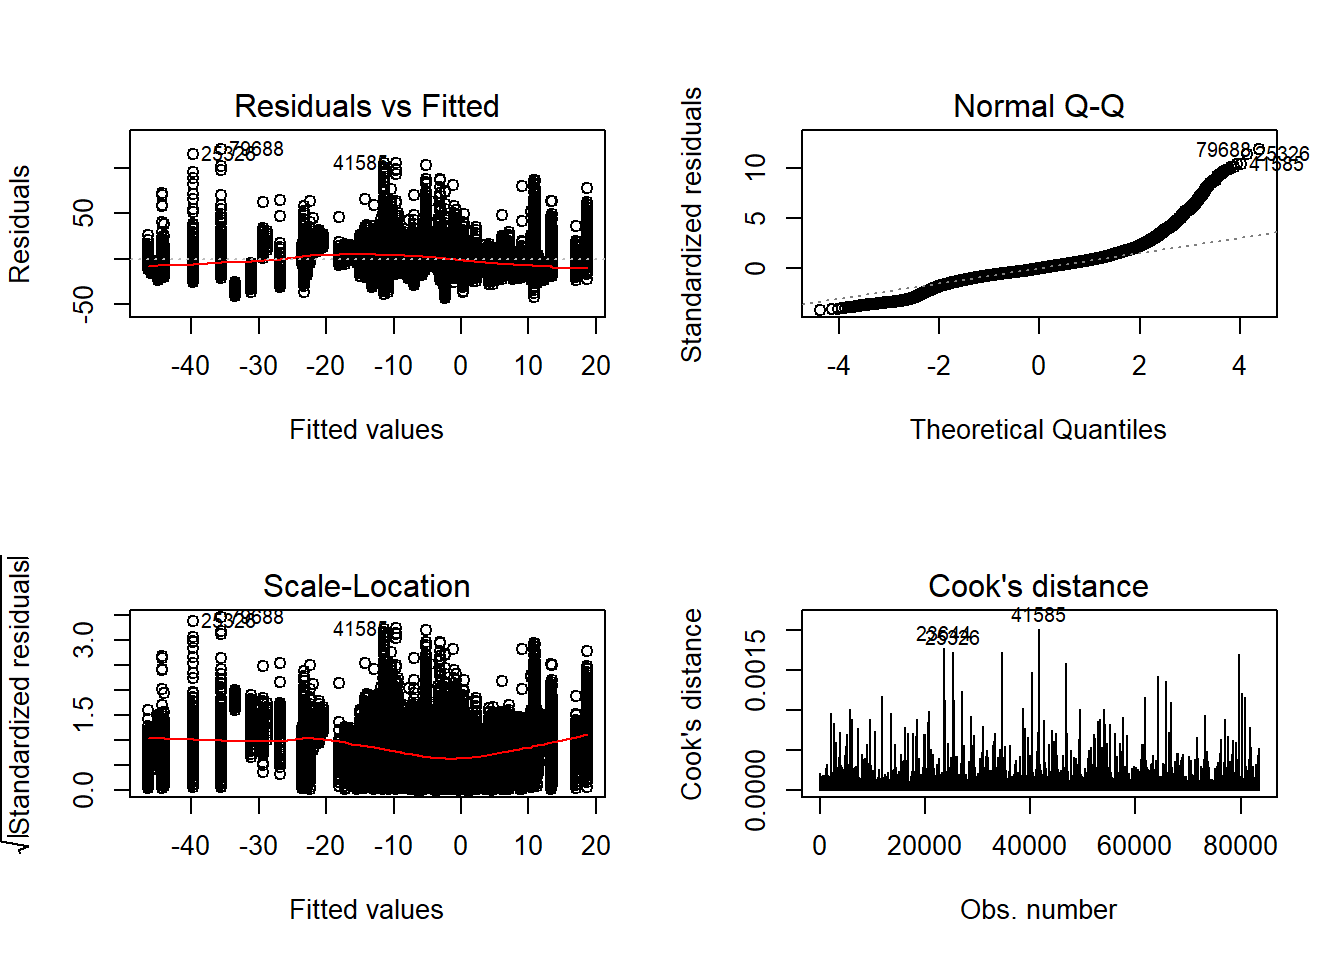 Residuals vs Fitted
Residuals
-50
50
79688
25326
41585
-40 -30 -20 -10 0 10 20
Fitted values
Normal Q-Q
Standardized residuals
0
5
10
79688
25326
41585
-4 -2 0 2 4
Theoretical Quantiles
Scale-Location
√|Standardized residuals|
0.0
1.5
3.0
79688
25326
41585
-40 -30 -20 -10 0 10 20
Fitted values
Cook's distance
Cook's distance
0.0000
0.0015
41585
23644
25326
0 20000 40000 60000 80000
Obs. number